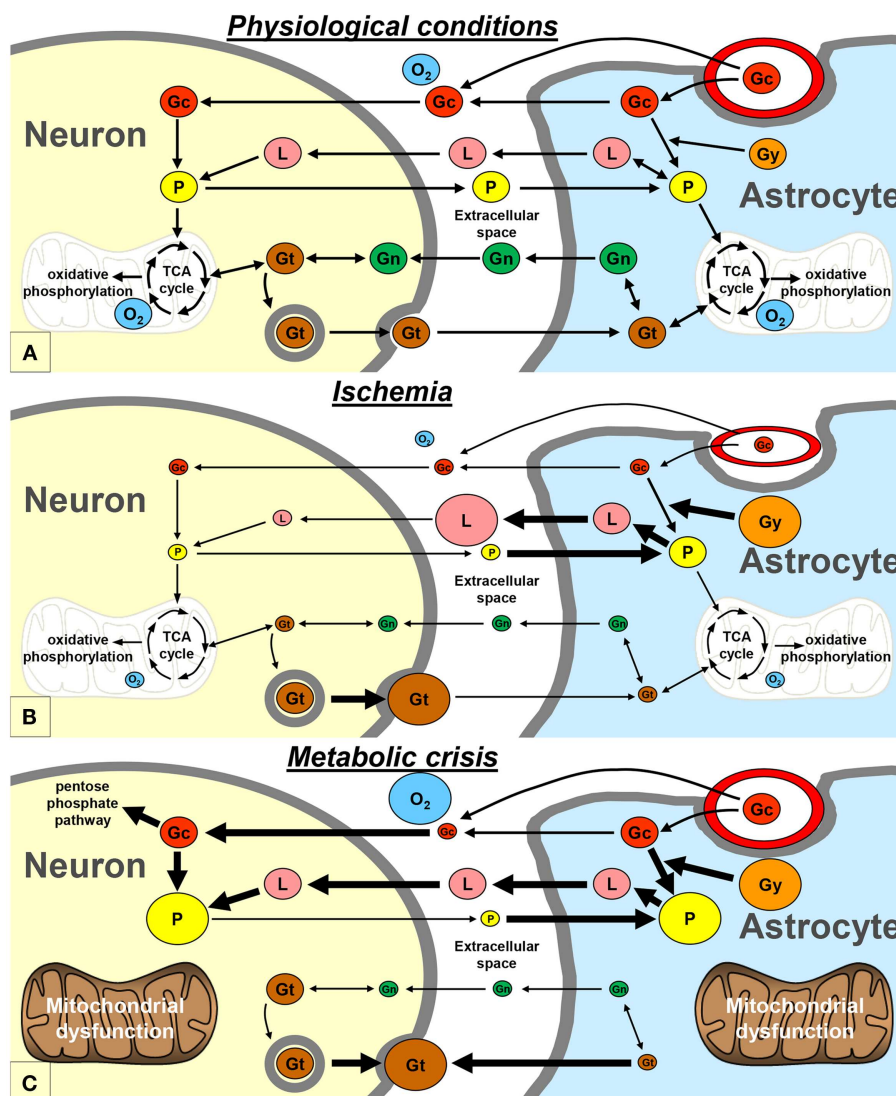 Physiological conditions
O2
Gc
Gc
Gc
Gc
Neuron
L
L
L
Gy
P
P
P
Astrocyte
Extracellular
space
oxidative
phosphorylation
TCA
cycle
Gt
Gn
Gn
Gn
TCA
cycle
oxidative
phosphorylation
O2
O2
Gt
Gt
Gt
A
Ischemia
O2
Gc
Gc
Gc
Gc
Neuron
L
L
L
Gy
P
P
P
Astrocyte
Extracellular
space
oxidative
phosphorylation
TCA
cycle
Gt
Gn
Gn
Gn
TCA
cycle
oxidative
phosphorylation
O2
O2
Gt
Gt
Gt
B
Metabolic crisis
pentose
phosphate
pathway
O2
Gc
Gc
Gc
Gc
Neuron
L
L
L
Gy
P
P
P
Astrocyte
Extracellular
space
Mitochondrial
dysfunction
Gt
Gn
Gn
Gn
Mitochondrial
dysfunction
Gt
Gt
Gt
C